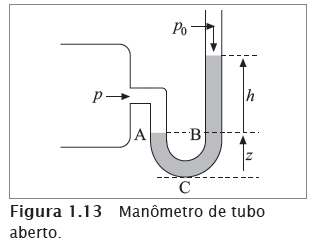 p₀
p
h
A
B
z
C
Figura 1.13 Manômetro de tubo
aberto.